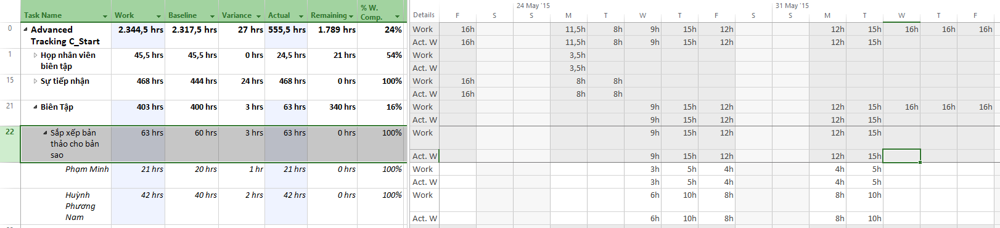 24 May '15 31 May '15
Task Name Work Baseline Variance Actual Remaining % W. Comp. Details F S S M T W T F S S M T W T F
0 Advanced Tracking C_Start 2.344,5 hrs 2.317,5 hrs 27 hrs 555,5 hrs 1.789 hrs 24% Work 16h 11,5h 8h 9h 15h 12h 12h 15h 16h 16h 16h
Act. W 16h 11,5h 8h 9h 15h 12h 12h 15h
1 Họp nhân viên biên tập 45,5 hrs 45,5 hrs 0 hrs 24,5 hrs 21 hrs 54% Work 3,5h
Act. W 3,5h
15 Sự tiếp nhận 468 hrs 444 hrs 24 hrs 468 hrs 0 hrs 100% Work 16h 8h 8h
Act. W 16h 8h 8h
21 Biên Tập 403 hrs 400 hrs 3 hrs 63 hrs 340 hrs 16% Work 9h 15h 12h 12h 15h 16h 16h 16h
Act. W 9h 15h 12h 12h 15h
22 Sắp xếp bản thảo cho bản sao 63 hrs 60 hrs 3 hrs 63 hrs 0 hrs 100% Work 9h 15h 12h 12h 15h
Act. W 9h 15h 12h 12h 15h
Phạm Minh 21 hrs 20 hrs 1 hr 21 hrs 0 hrs 100% Work 3h 5h 4h 4h 5h
Act. W 3h 5h 4h 4h 5h
Huỳnh Phương Nam 42 hrs 40 hrs 2 hrs 42 hrs 0 hrs 100% Work 6h 10h 8h 8h 10h
Act. W 6h 10h 8h 8h 10h